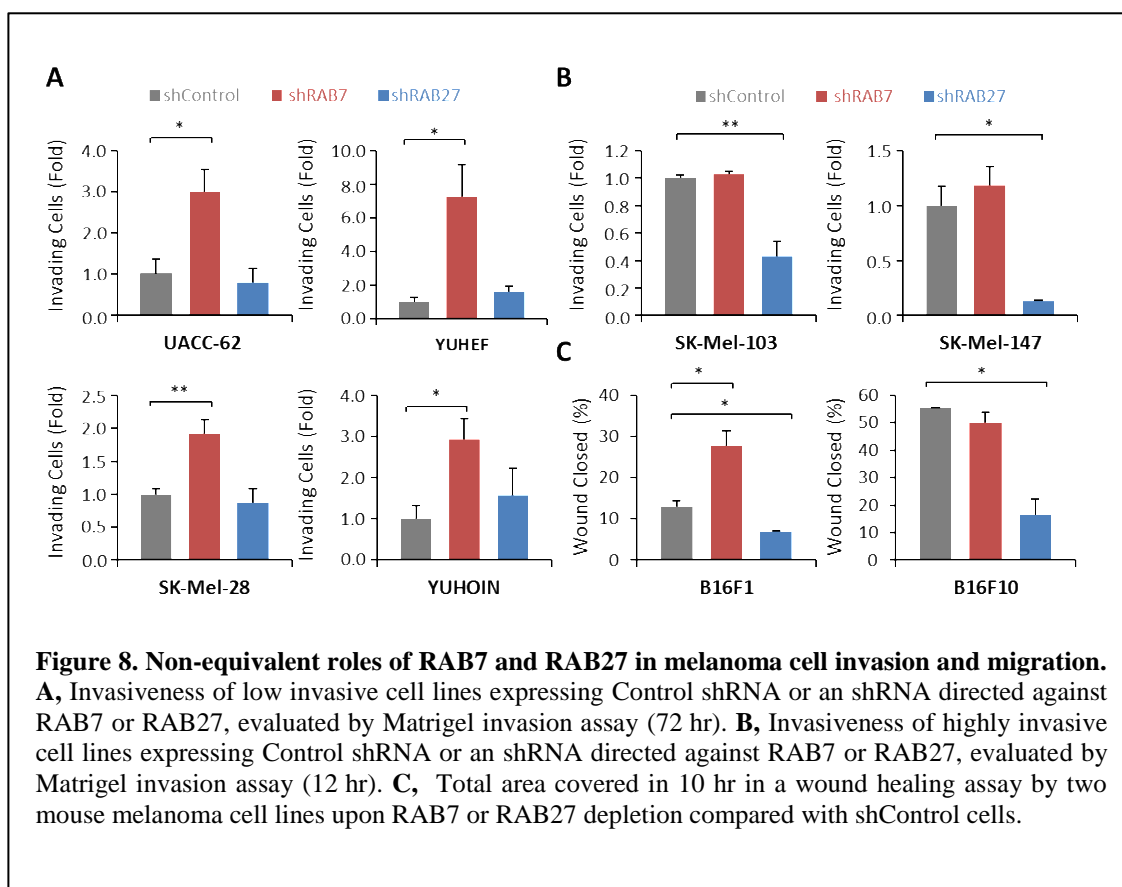 A
B
shControl shRAB7 shRAB27
shControl shRAB7 shRAB27
*
Invading Cells (Fold)
4.0
3.0
2.0
1.0
0.0
UACC-62
*
Invading Cells (Fold)
10.0
8.0
6.0
4.0
2.0
0.0
YUHEF
**
Invading Cells (Fold)
1.2
1.0
0.8
0.6
0.4
0.2
0.0
SK-Mel-103
*
Invading Cells (Fold)
1.5
1.0
0.5
0.0
SK-Mel-147
**
Invading Cells (Fold)
2.5
2.0
1.5
1.0
0.5
0.0
SK-Mel-28
*
Invading Cells (Fold)
4.0
3.0
2.0
1.0
0.0
YUHOIN
C
*
*
Wound Closed (%)
40
30
20
10
0
B16F1
*
Wound Closed (%)
60
50
40
30
20
10
0
B16F10
Figure 8. Non-equivalent roles of RAB7 and RAB27 in melanoma cell invasion and migration.
A, Invasiveness of low invasive cell lines expressing Control shRNA or an shRNA directed against
RAB7 or RAB27, evaluated by Matrigel invasion assay (72 hr). B, Invasiveness of highly invasive
cell lines expressing Control shRNA or an shRNA directed against RAB7 or RAB27, evaluated by
Matrigel invasion assay (12 hr). C, Total area covered in 10 hr in a wound healing assay by two
mouse melanoma cell lines upon RAB7 or RAB27 depletion compared with shControl cells.